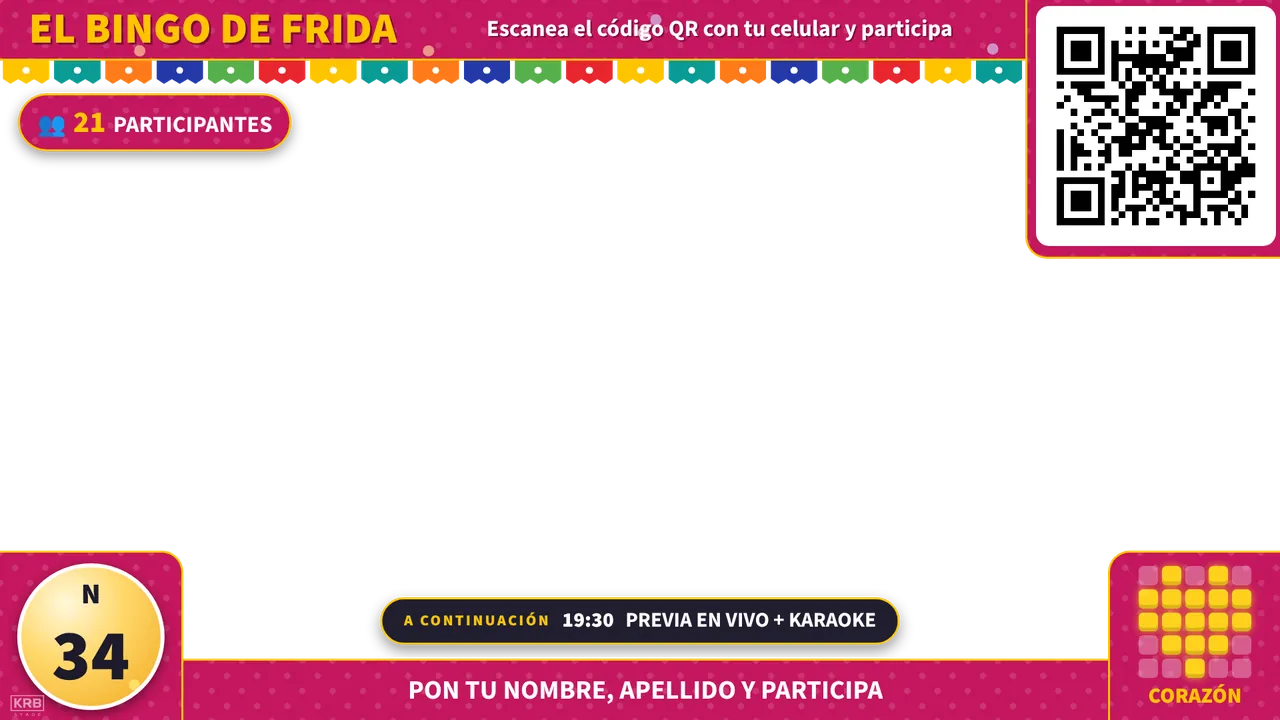 EL BINGO DE FRIDA
Escanea el código QR con tu celular y participa
21 PARTICIPANTES
N
34
A CONTINUACIÓN 19:30 PREVIA EN VIVO + KARAOKE
PON TU NOMBRE, APELLIDO Y PARTICIPA
CORAZÓN
KRB